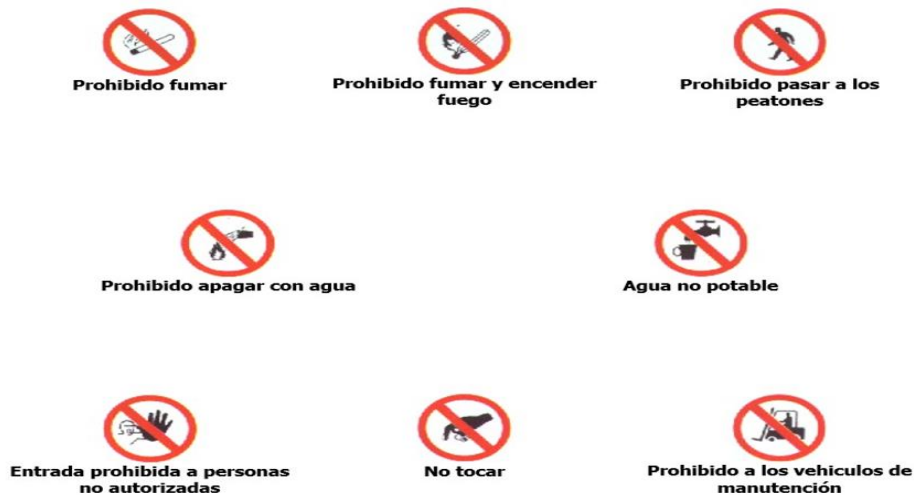 Prohibido fumar
Prohibido fumar y encender
fuego
Prohibido pasar a los
peatones
Prohibido apagar con agua
Agua no potable
Entrada prohibida a personas
no autorizadas
No tocar
Prohibido a los vehiculos de
manutención